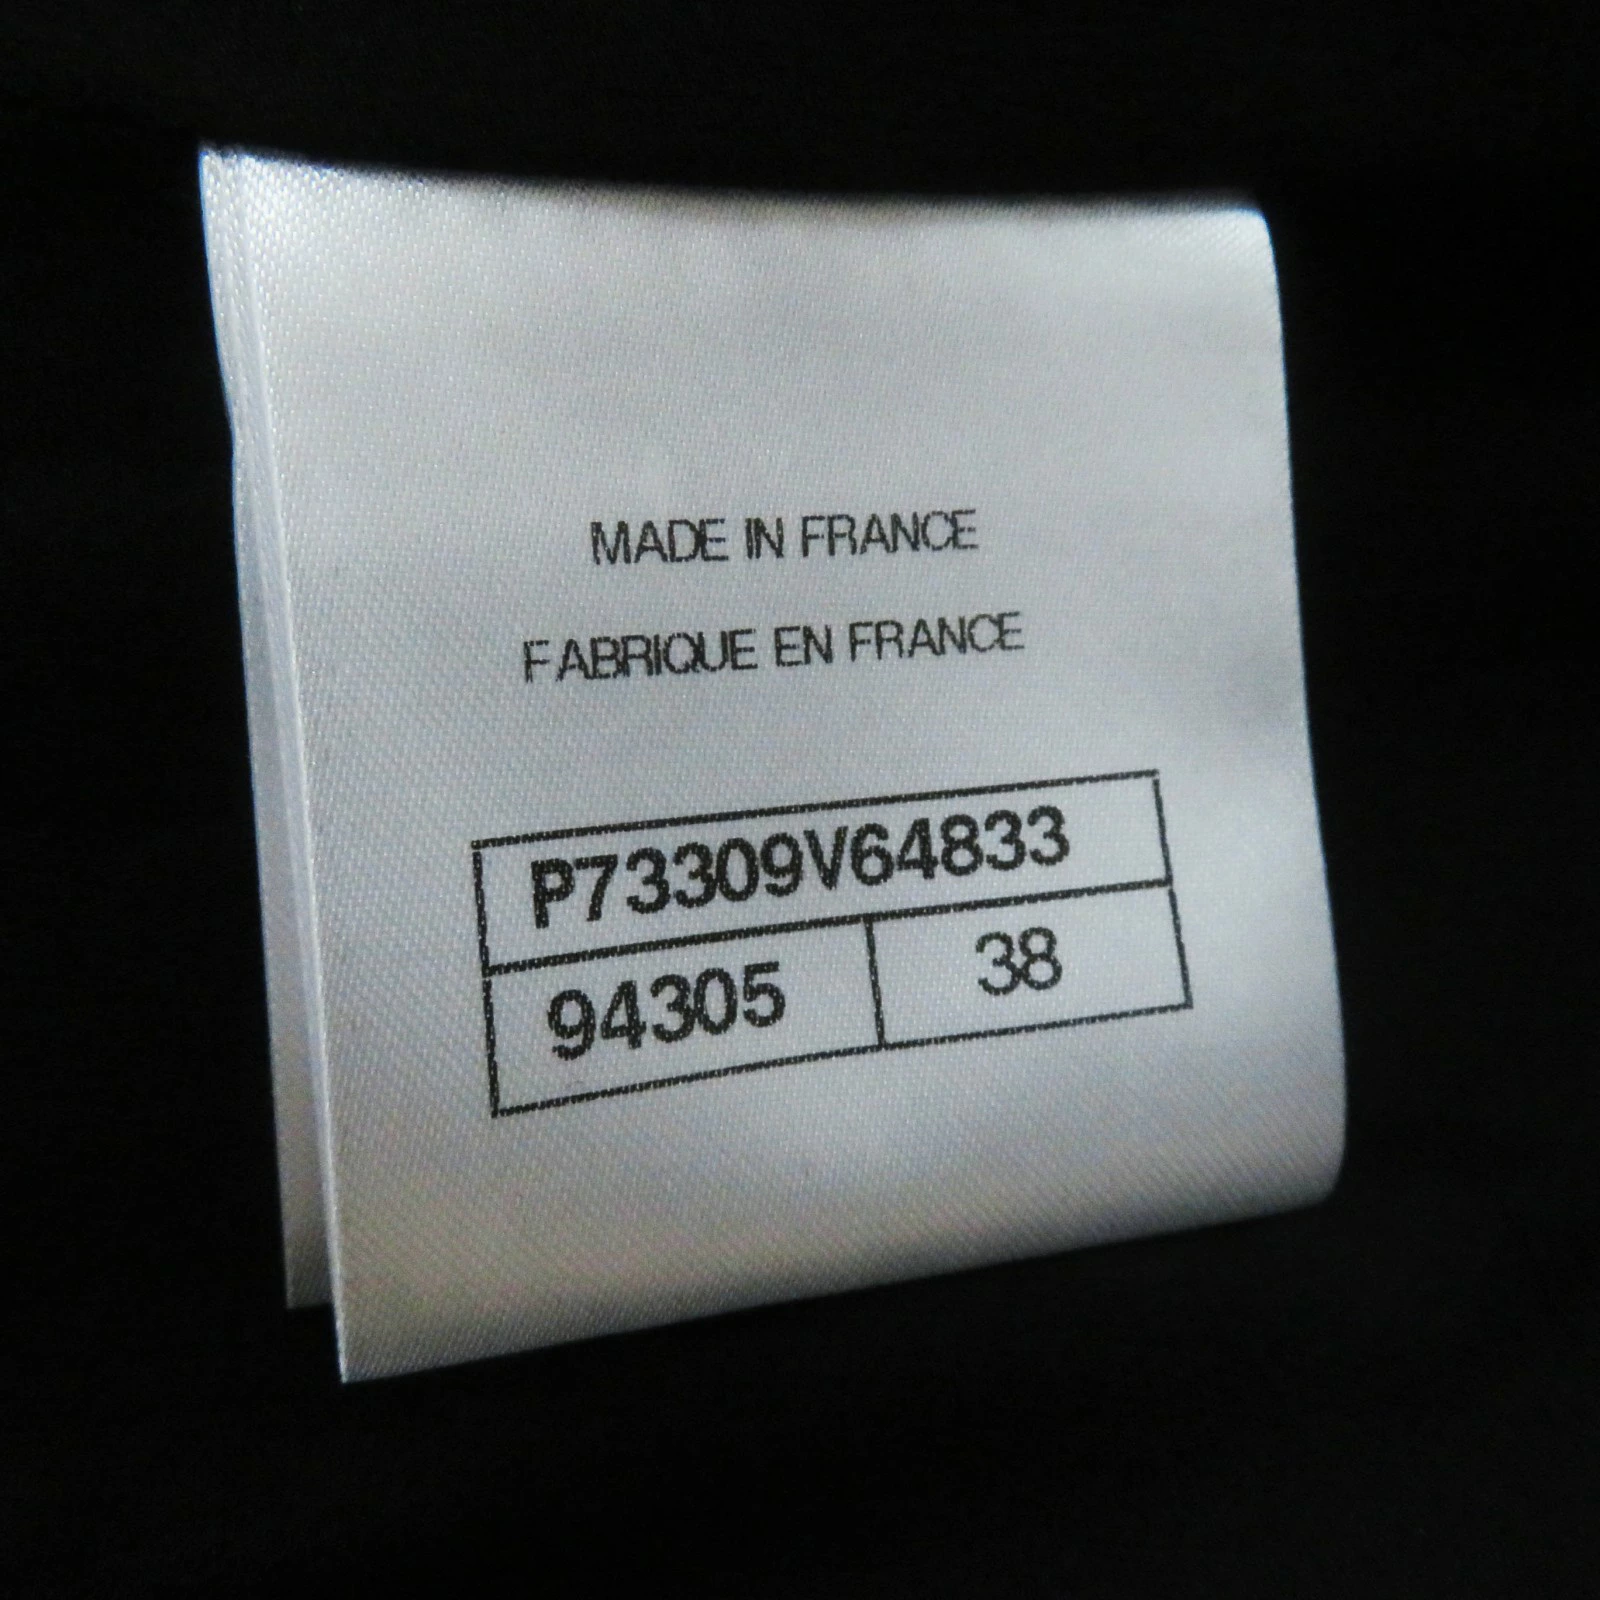 MADE IN FRANCE
FABRIQUE EN FRANCE
P73309V64833
94305 38